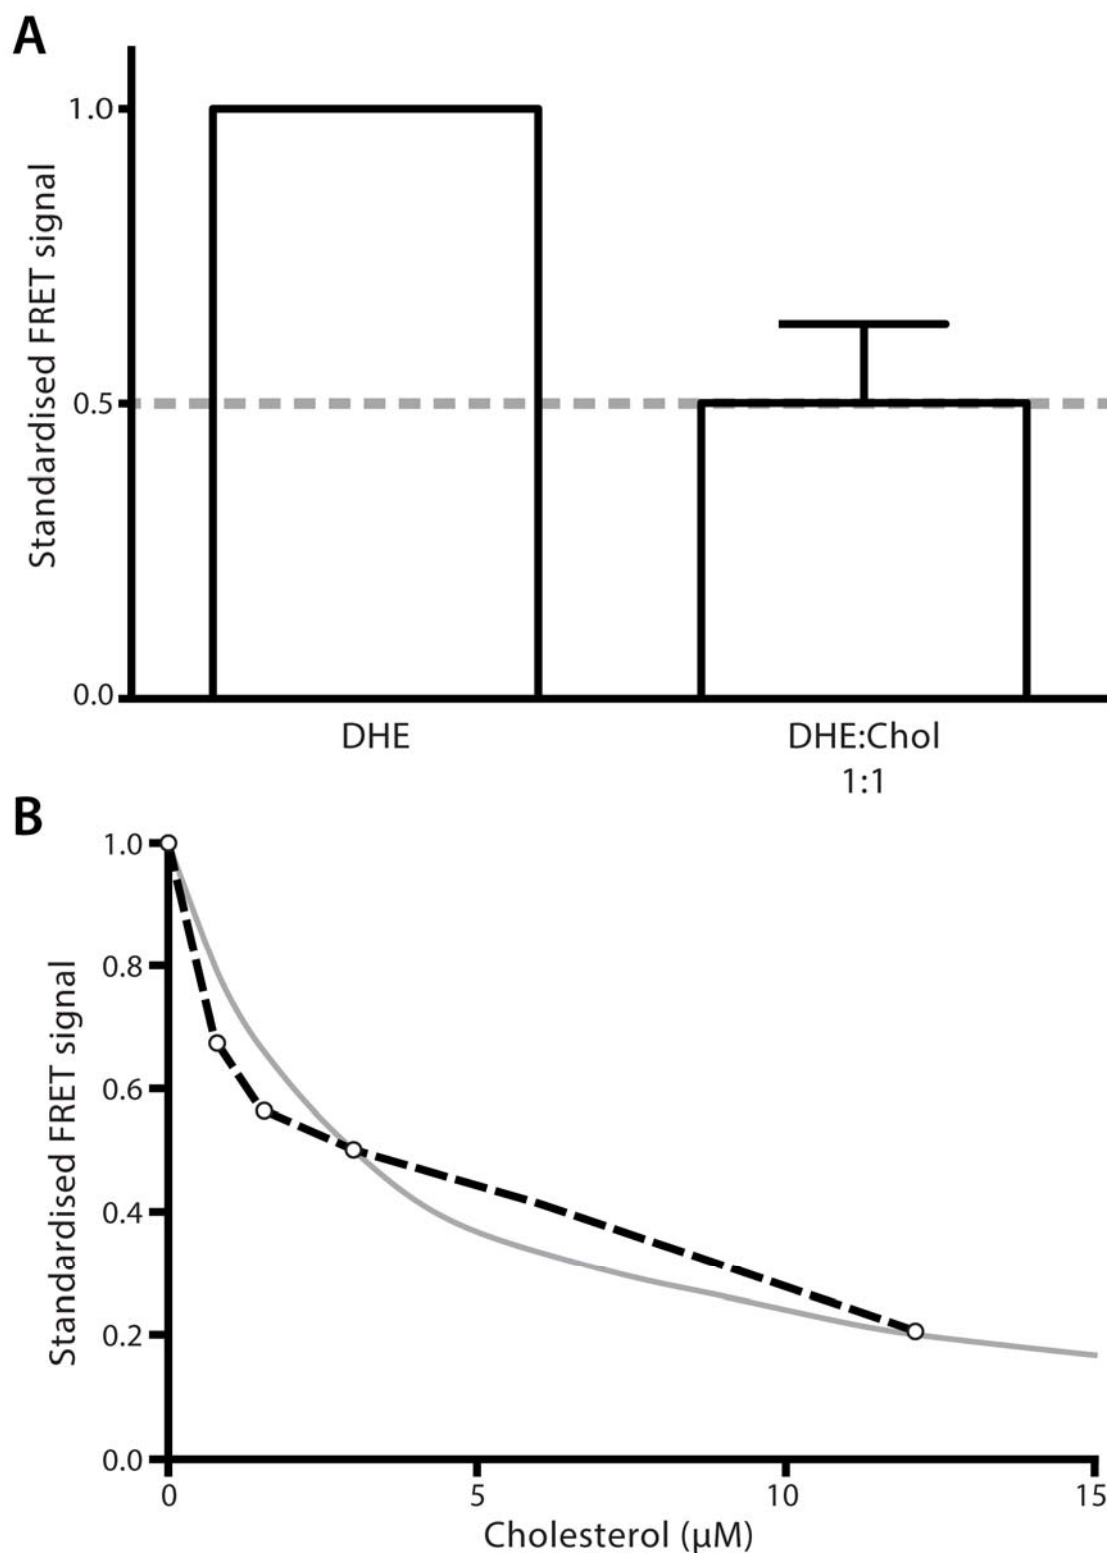 A
1.0
0.5
0.0
Standardised FRET signal
DHE
DHE:Chol
1:1
B
1.0
0.8
0.6
0.4
0.2
0.0
Standardised FRET signal
0
5
10
15
Cholesterol (μM)